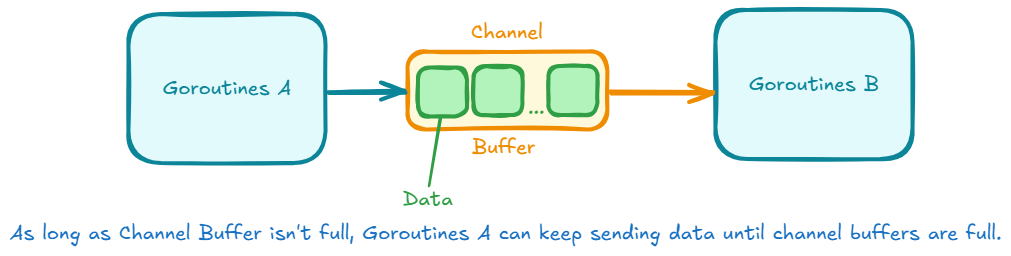 Channel
Goroutines A
...
Goroutines B
Buffer
Data
As long as Channel Buffer isn't full, Goroutines A can keep sending data until channel buffers are full.